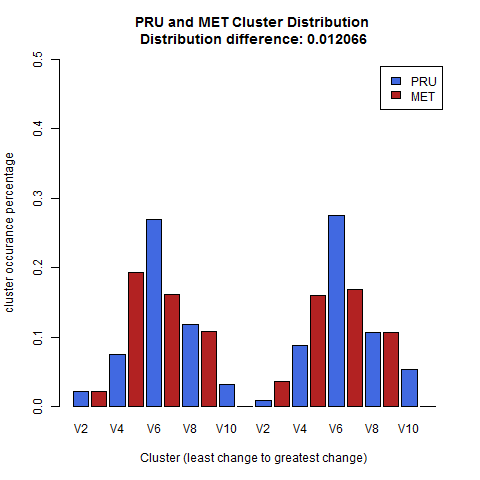 PRU and MET Cluster Distribution
Distribution difference: 0.012066
PRU
MET
cluster occurance percentage
0.5
0.4
0.3
0.2
0.1
0.0
V2 V4 V6 V8 V10 V2 V4 V6 V8 V10
Cluster (least change to greatest change)